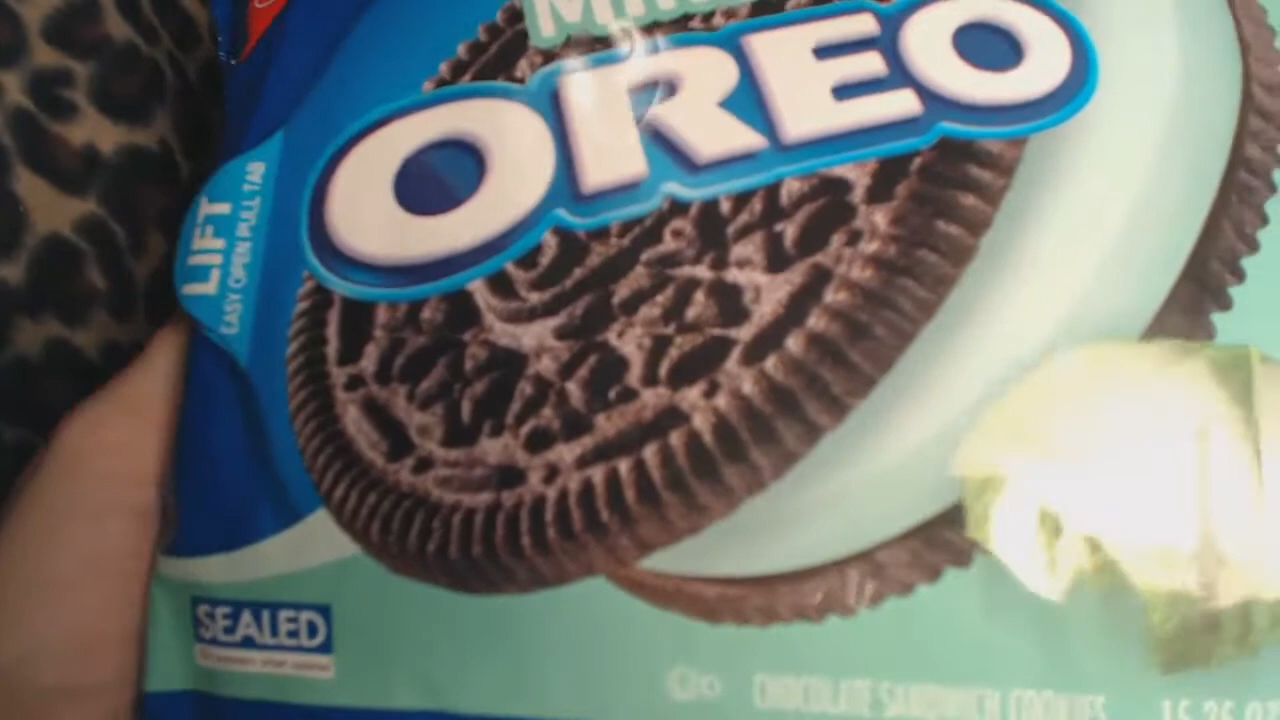 OREO
LIFT
EASY OPEN PULL TAB
SEALED
CHOCOLATE SANDWICH COOKIES